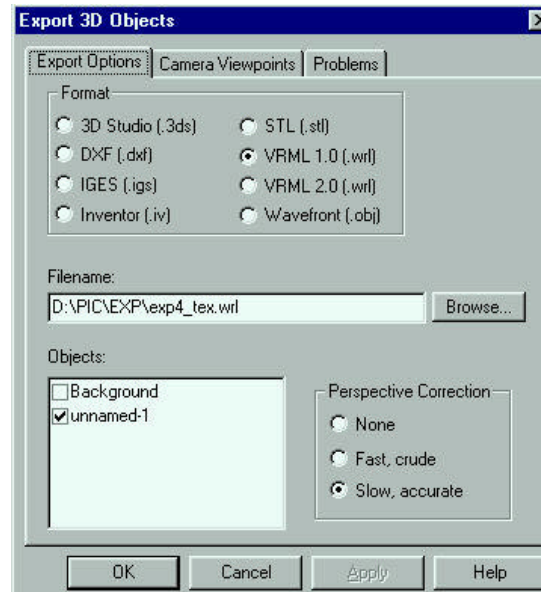 Export 3D Objects
Export Options Camera Viewpoints Problems
Format
3D Studio (.3ds) STL (.stl)
DXF (.dxf) VRML 1.0 (.wrl)
IGES (.igs) VRML 2.0 (.wrl)
Inventor (.iv) Wavefront (.obj)
Filename:
D:\PIC\EXP\exp4_tex.wrl Browse...
Objects:
Background
unnamed-1
Perspective Correction
None
Fast, crude
Slow, accurate
OK Cancel Apply Help